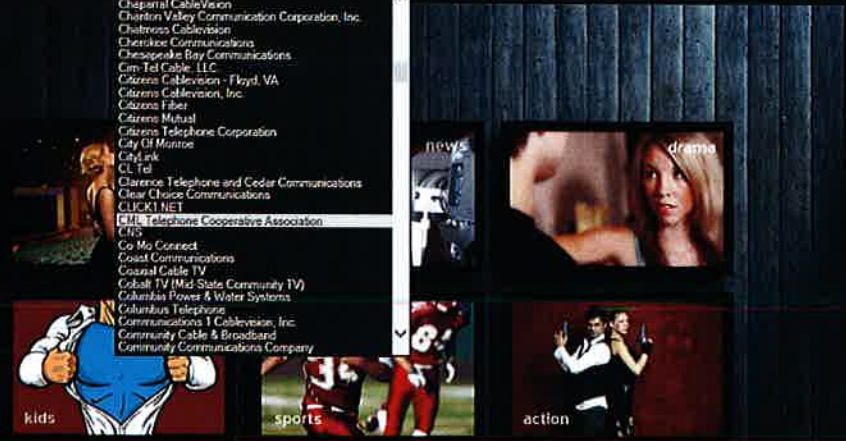 Chaparral CableVision
Chariton Valley Communication Corporation, Inc.
Chatmoss Cablevision
Cherokee Communications
Chesapeake Bay Communications
Cim-Tel Cable, LLC
Citizens Cablevision - Floyd, VA
Citizens Cablevision, Inc.
Citizens Fiber
Citizens Mutual
Citizens Telephone Corporation
City Of Monroe
CityLink
CL Tel
Clarence Telephone and Cedar Communications
Clear Choice Communications
CLICK1.NET
CML Telephone Cooperative Association
CNS
Co Mo Connect
Coast Communications
Coaxial Cable TV
Cobalt TV (Mid-State Community TV)
Columbia Power & Water Systems
Columbus Telephone
Communications 1 Cablevision, Inc.
Community Cable & Broadband
Community Communications Company
news
drama
kids
34
84
sports
action